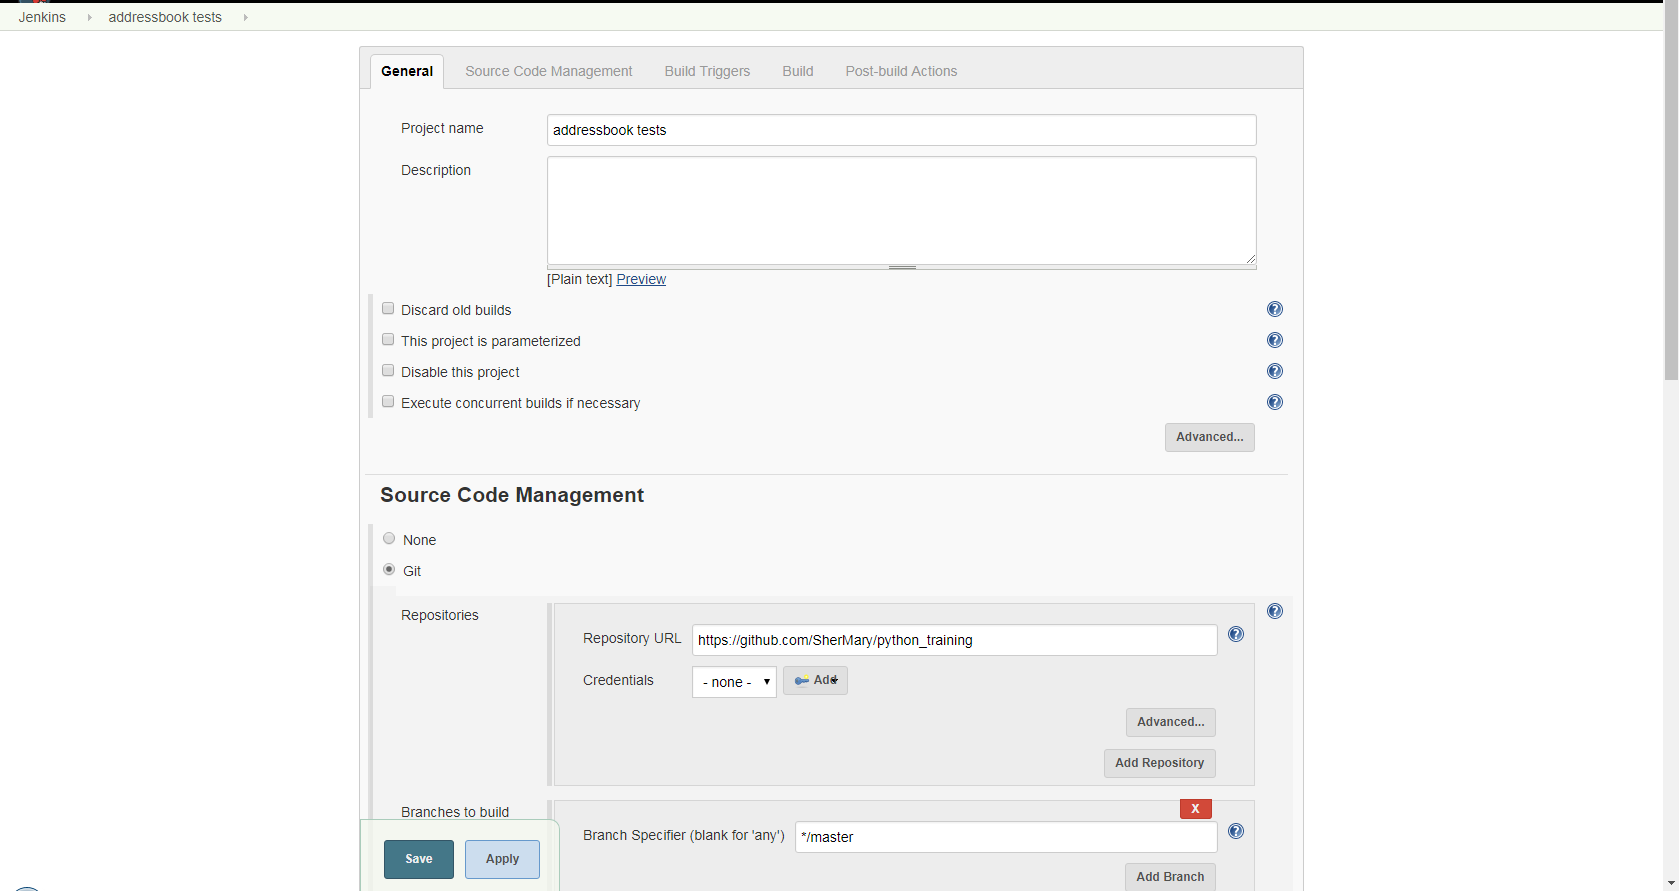 Jenkins addressbook tests
General Source Code Management Build Triggers Build Post-build Actions
Project name addressbook tests
Description
[Plain text] Preview
Discard old builds
This project is parameterized
Disable this project
Execute concurrent builds if necessary
Advanced...
Source Code Management
None
Git
Repositories
Repository URL https://github.com/SherMary/python_training
Credentials - none - Add
Advanced...
Add Repository
Branches to build
X
Branch Specifier (blank for 'any') */master
Save Apply
Add Branch